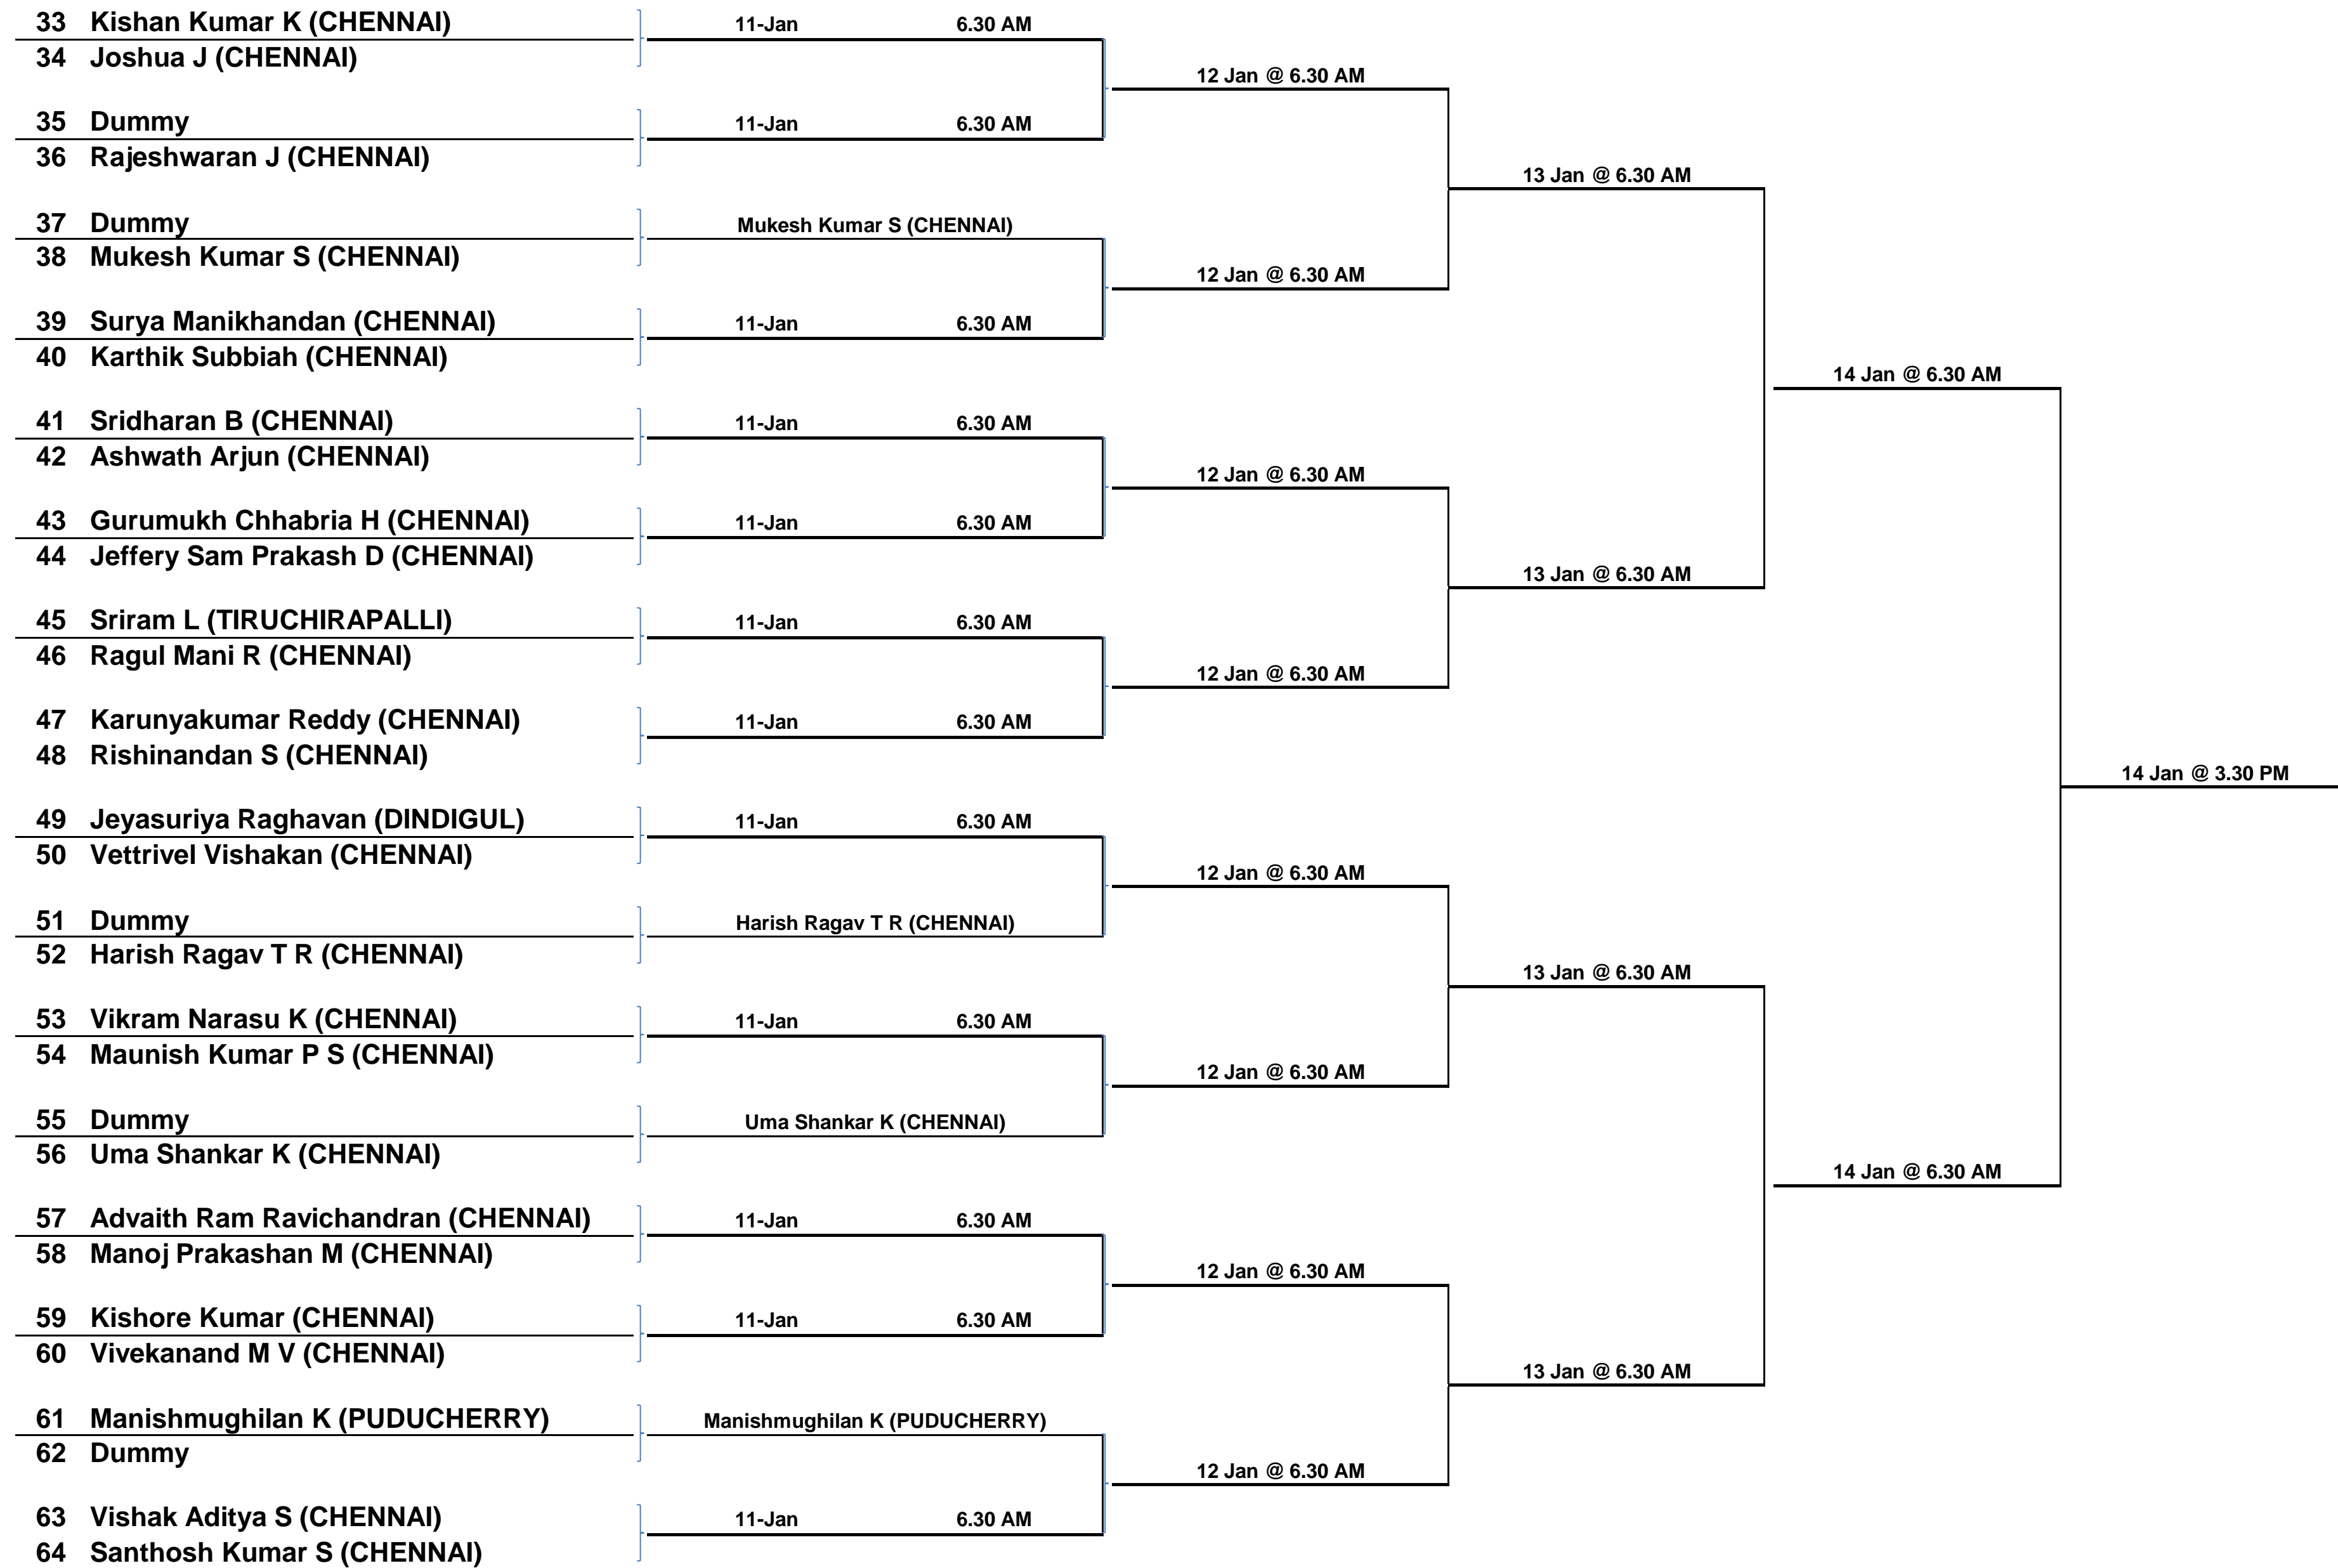 33 Kishan Kumar K (CHENNAI) 11-Jan 6.30 AM
34 Joshua J (CHENNAI)
12 Jan @ 6.30 AM
35 Dummy 11-Jan 6.30 AM
36 Rajeshwaran J (CHENNAI)
13 Jan @ 6.30 AM
37 Dummy Mukesh Kumar S (CHENNAI)
38 Mukesh Kumar S (CHENNAI)
12 Jan @ 6.30 AM
39 Surya Manikhandan (CHENNAI) 11-Jan 6.30 AM
40 Karthik Subbiah (CHENNAI)
14 Jan @ 6.30 AM
41 Sridharan B (CHENNAI) 11-Jan 6.30 AM
42 Ashwath Arjun (CHENNAI)
12 Jan @ 6.30 AM
43 Gurumukh Chhabria H (CHENNAI) 11-Jan 6.30 AM
44 Jeffery Sam Prakash D (CHENNAI)
13 Jan @ 6.30 AM
45 Sriram L (TIRUCHIRAPALLI) 11-Jan 6.30 AM
46 Ragul Mani R (CHENNAI)
12 Jan @ 6.30 AM
47 Karunyakumar Reddy (CHENNAI) 11-Jan 6.30 AM
48 Rishinandan S (CHENNAI)
14 Jan @ 3.30 PM
49 Jeyasuriya Raghavan (DINDIGUL) 11-Jan 6.30 AM
50 Vettrivel Vishakan (CHENNAI)
12 Jan @ 6.30 AM
51 Dummy Harish Ragav T R (CHENNAI)
52 Harish Ragav T R (CHENNAI)
13 Jan @ 6.30 AM
53 Vikram Narasu K (CHENNAI) 11-Jan 6.30 AM
54 Maunish Kumar P S (CHENNAI)
12 Jan @ 6.30 AM
55 Dummy Uma Shankar K (CHENNAI)
56 Uma Shankar K (CHENNAI)
14 Jan @ 6.30 AM
57 Advaith Ram Ravichandran (CHENNAI) 11-Jan 6.30 AM
58 Manoj Prakashan M (CHENNAI)
12 Jan @ 6.30 AM
59 Kishore Kumar (CHENNAI) 11-Jan 6.30 AM
60 Vivekanand M V (CHENNAI)
13 Jan @ 6.30 AM
61 Manishmughilan K (PUDUCHERRY) Manishmughilan K (PUDUCHERRY)
62 Dummy
12 Jan @ 6.30 AM
63 Vishak Aditya S (CHENNAI) 11-Jan 6.30 AM
64 Santhosh Kumar S (CHENNAI)